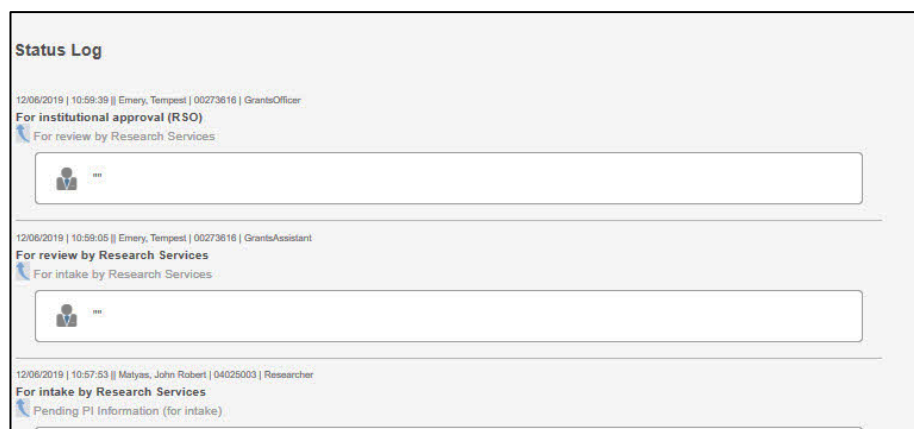 Status Log
12/06/2019 | 10:59:39 || Emery, Tempest | 00273616 | GrantsOfficer
For institutional approval (RSO)
For review by Research Services
""
12/06/2019 | 10:59:05 || Emery, Tempest | 00273616 | GrantsAssistant
For review by Research Services
For intake by Research Services
""
12/06/2019 | 10:57:53 || Matyas, John Robert | 04025003 | Researcher
For intake by Research Services
Pending PI Information (for intake)